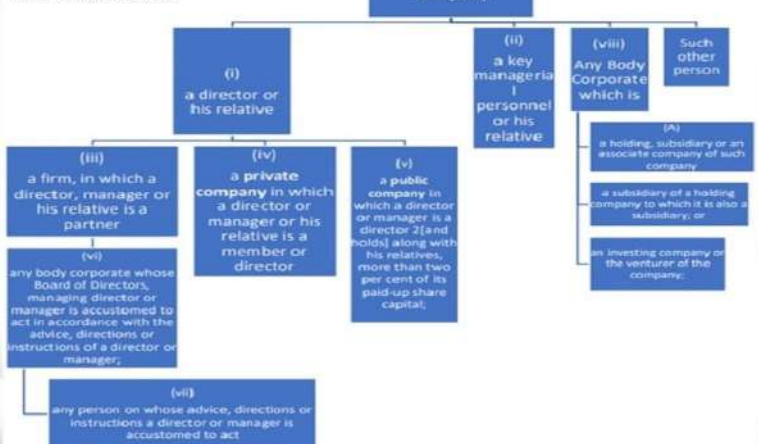 (i)
a director or
his relative
(ii)
a key
manageria
l
personnel
or his
relative
(viii)
Any Body
Corporate
which is
Such
other
person
(iii)
a firm, in which a
director, manager or
his relative is a
partner
(iv)
a private
company in which
a director or
manager or his
relative is a
member or
director
(v)
a public
company in
which a director
or manager is a
director 2[and
holds] along with
his relatives,
more than two
per cent of its
paid-up share
capital;
(A)
a holding, subsidiary or an
associate company of such
company
a subsidiary of a holding
company to which it is also a
subsidiary; or
an investing company or
the venturer of the
company;
(vi)
any body corporate whose
Board of Directors,
managing director or
manager is accustomed to
act in accordance with the
advice, directions or
instructions of a director or
manager;
(vii)
any person on whose advice, directions or
instructions a director or manager is
accustomed to act